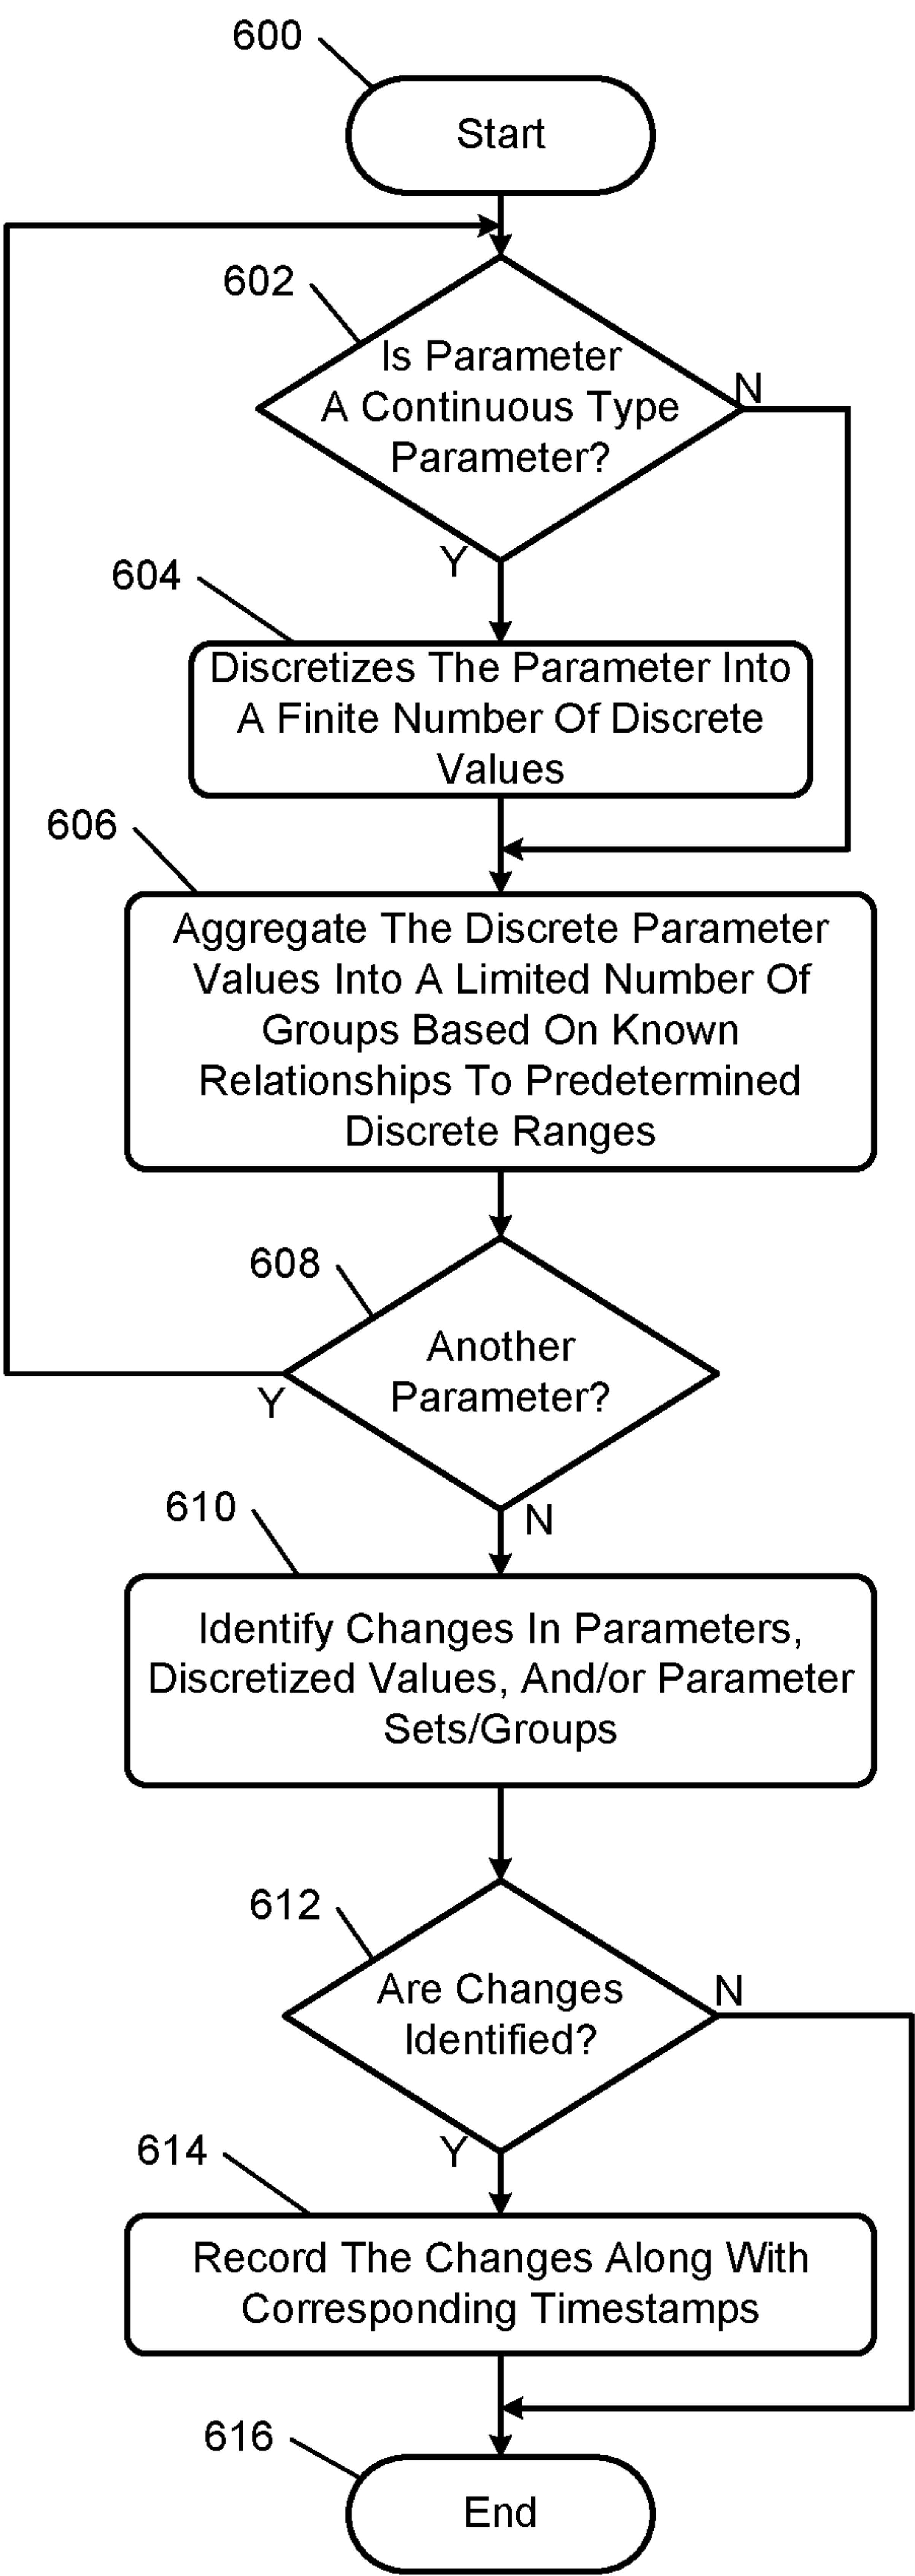 600
Start
602
Is Parameter
A Continuous Type
Parameter?
N
Y
604
Discretizes The Parameter Into
A Finite Number Of Discrete
Values
606
Aggregate The Discrete Parameter
Values Into A Limited Number Of
Groups Based On Known
Relationships To Predetermined
Discrete Ranges
608
Another
Parameter?
Y
N
610
Identify Changes In Parameters,
Discretized Values, And/or Parameter
Sets/Groups
612
Are Changes
Identified?
N
Y
614
Record The Changes Along With
Corresponding Timestamps
616
End